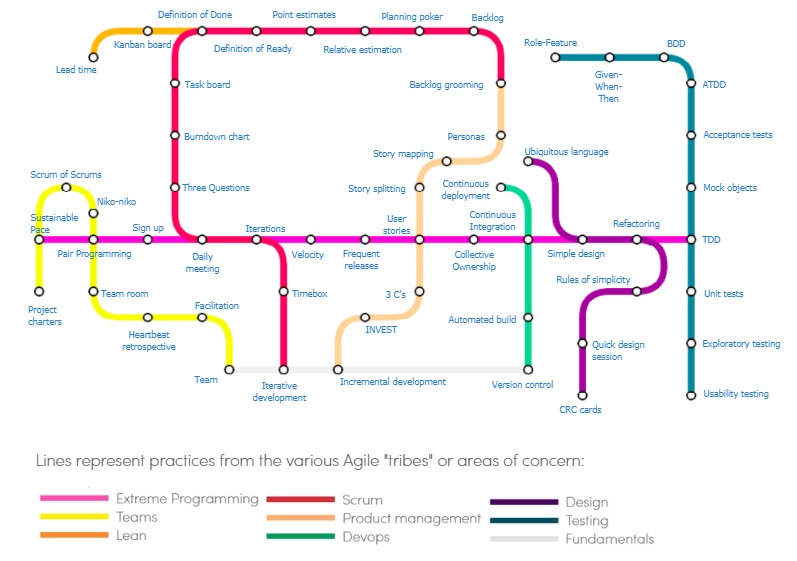 Definition of Done
Point estimates
Planning poker
Backlog
Kanban board
Definition of Ready
Relative estimation
Role-Feature
BDD
Lead time
Given-
When-
Then
Task board
Backlog grooming
ATDD
Burndown chart
Personas
Acceptance tests
Story mapping
Ubiquitous language
Scrum of Scrums
Three Questions
Story splitting
Continuous
deployment
Mock objects
Niko-niko
Sustainable
Pace
Sign up
Iterations
User
stories
Continuous
Integration
Refactoring
TDD
Pair Programming
Daily
meeting
Velocity
Frequent
releases
Collective
Ownership
Simple design
Rules of simplicity
Project
charters
Team room
Timebox
3 C's
Unit tests
Facilitation
Heartbeat
retrospective
INVEST
Automated build
Quick design
session
Exploratory testing
Team
Iterative
development
Incremental development
Version control
Usability testing
CRC cards
Lines represent practices from the various Agile "tribes" or areas of concern:
Extreme Programming
Scrum
Design
Teams
Product management
Testing
Lean
Devops
Fundamentals